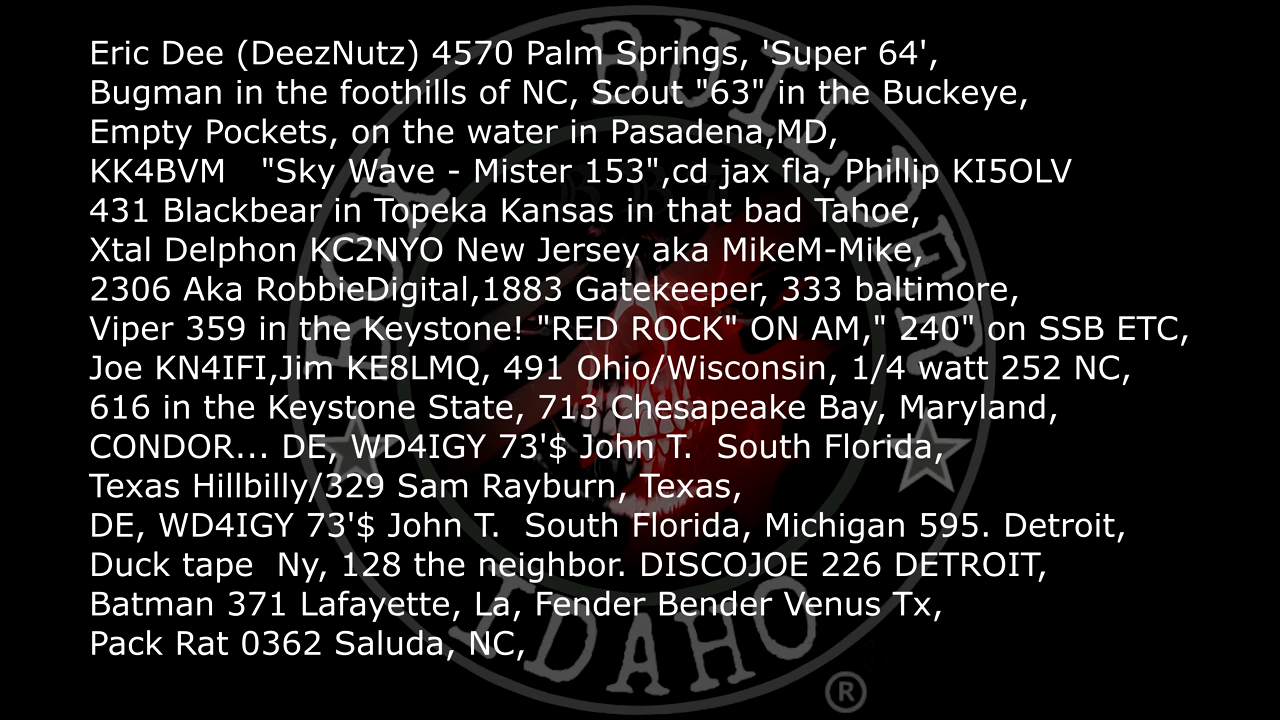 Eric Dee (DeezNutz) 4570 Palm Springs, 'Super 64',
Bugman in the foothills of NC, Scout "63" in the Buckeye,
Empty Pockets, on the water in Pasadena,MD,
KK4BVM   "Sky Wave - Mister 153",cd jax fla, Phillip KI5OLV
431 Blackbear in Topeka Kansas in that bad Tahoe,
Xtal Delphon KC2NYO New Jersey aka MikeM-Mike,
2306 Aka RobbieDigital,1883 Gatekeeper, 333 baltimore,
Viper 359 in the Keystone! "RED ROCK" ON AM," 240" on SSB ETC,
Joe KN4IFI,Jim KE8LMQ, 491 Ohio/Wisconsin, 1/4 watt 252 NC,
616 in the Keystone State, 713 Chesapeake Bay, Maryland,
CONDOR... DE, WD4IGY 73'$ John T.  South Florida,
Texas Hillbilly/329 Sam Rayburn, Texas,
DE, WD4IGY 73'$ John T.  South Florida, Michigan 595. Detroit,
Duck tape  Ny, 128 the neighbor. DISCOJOE 226 DETROIT,
Batman 371 Lafayette, La, Fender Bender Venus Tx,
Pack Rat 0362 Saluda, NC,
BOX BUILDER
IDAHO
®